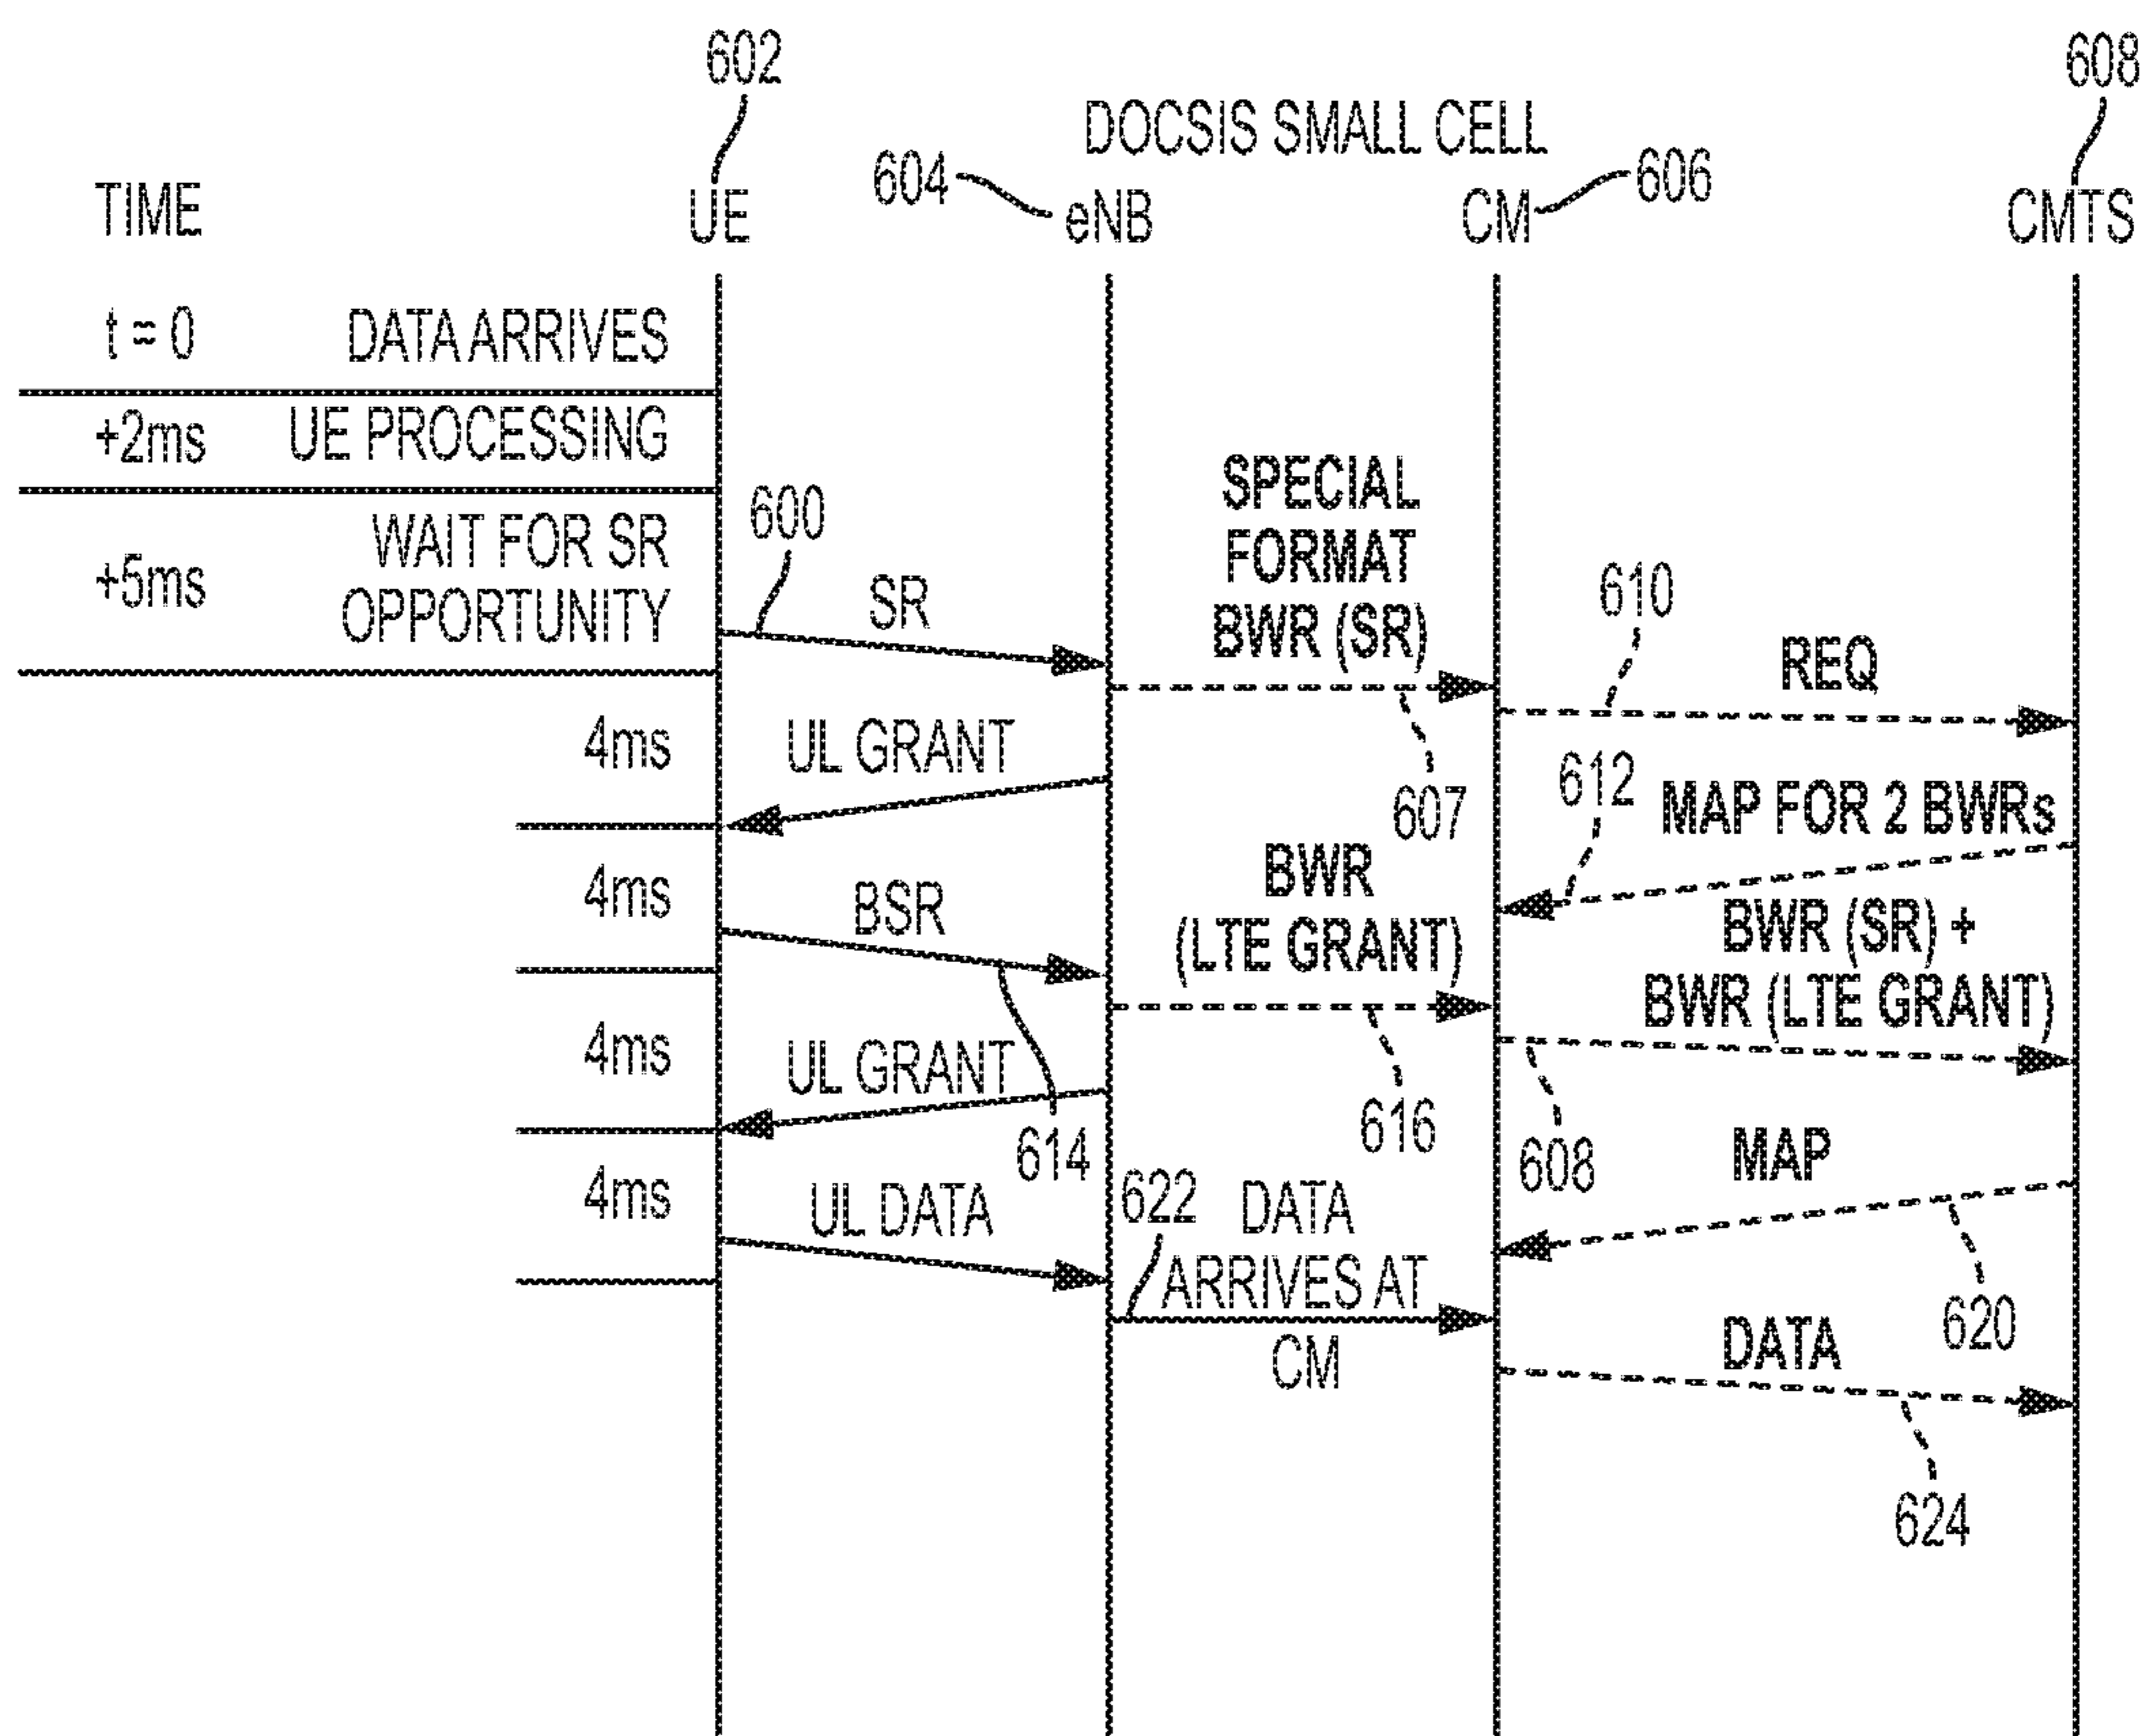 602
608
DOCSIS SMALL CELL
604
606
TIME
UE
eNB
CM
CMTS
t = 0
DATA ARRIVES
+2ms
UE PROCESSING
+5ms
WAIT FOR SR
OPPORTUNITY
600
SR
SPECIAL
FORMAT
BWR (SR)
607
610
REQ
4ms
UL GRANT
612
MAP FOR 2 BWRs
4ms
BSR
614
BWR
(LTE GRANT)
616
BWR (SR) +
BWR (LTE GRANT)
608
4ms
UL GRANT
MAP
620
4ms
UL DATA
622
DATA
ARRIVES AT
CM
DATA
624